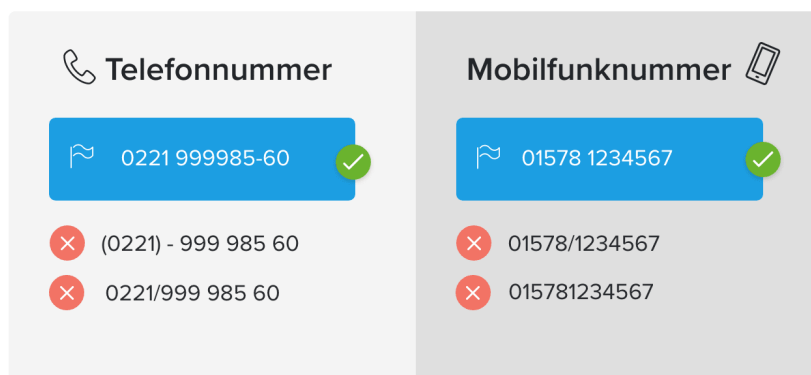 Telefonnummer
0221 999985-60
(0221) - 999 985 60
0221/999 985 60
Mobilfunknummer
01578 1234567
01578/1234567
015781234567